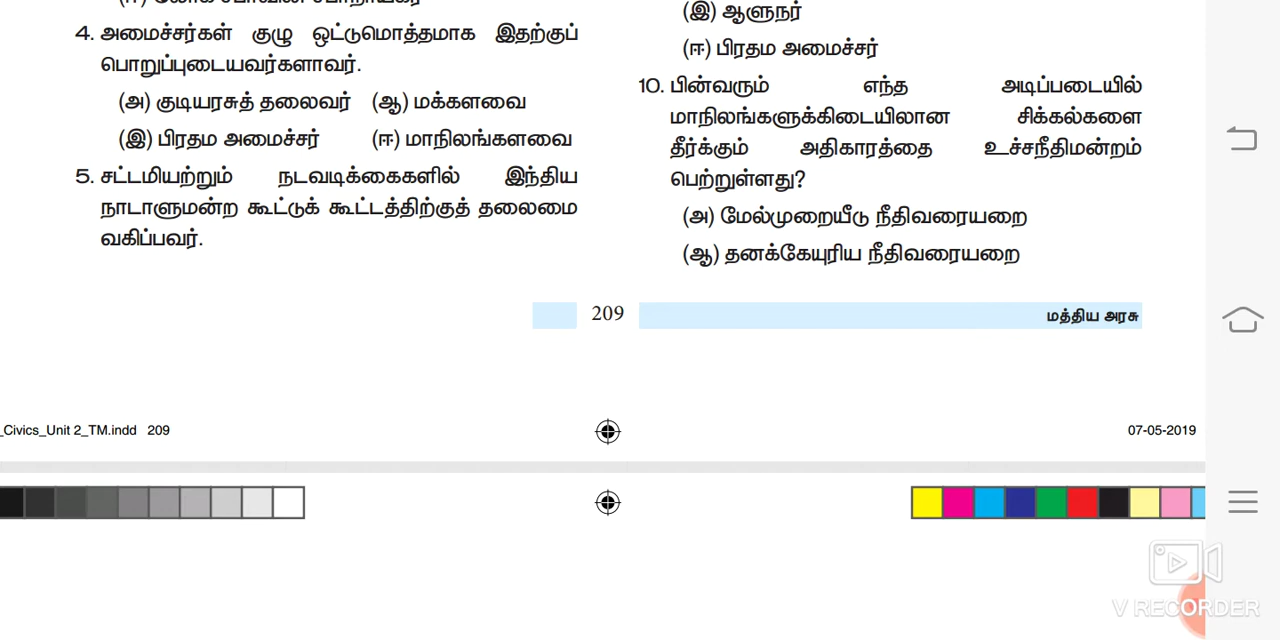 4. அமைச்சர்கள் குழு ஒட்டுமொத்தமாக இதற்குப்
பொறுப்புடையவர்களாவர்.
(அ) குடியரசுத் தலைவர் (ஆ) மக்களவை
(இ) பிரதம அமைச்சர் (ஈ) மாநிலங்களவை
5. சட்டமியற்றும் நடவடிக்கைகளில் இந்திய
நாடாளுமன்ற கூட்டுக் கூட்டத்திற்குத் தலைமை
வகிப்பவர்.
(இ) ஆளுநர்
(ஈ) பிரதம அமைச்சர்
10. பின்வரும் எந்த அடிப்படையில்
மாநிலங்களுக்கிடையிலான சிக்கல்களை
தீர்க்கும் அதிகாரத்தை உச்சநீதிமன்றம்
பெற்றுள்ளது?
(அ) மேல்முறையீடு நீதிவரையறை
(ஆ) தனக்கேயுரிய நீதிவரையறை
209
மத்திய அரசு
_Civics_Unit 2_TM.indd 209
07-05-2019
V RECORDER